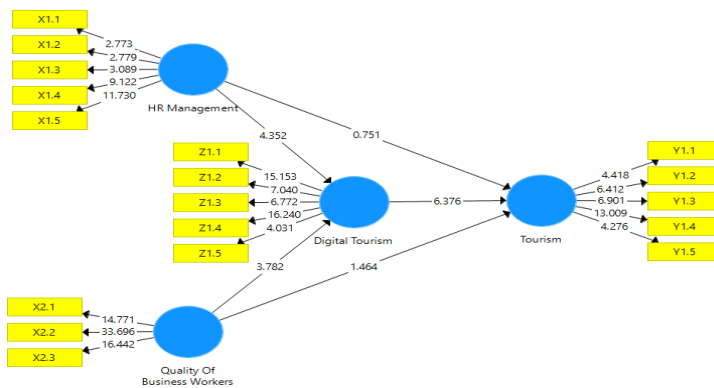 X1.1
X1.2
X1.3
X1.4
X1.5
2.773
2.779
3.089
9.122
11.730
HR Management
4.352
0.751
Z1.1
Z1.2
Z1.3
Z1.4
Z1.5
15.153
7.040
6.772
16.240
4.031
Digital Tourism
6.376
Y1.1
Y1.2
Y1.3
Y1.4
Y1.5
4.418
6.412
6.901
13.009
4.276
Tourism
3.782
1.464
X2.1
X2.2
X2.3
14.771
33.696
16.442
Quality Of
Business Workers